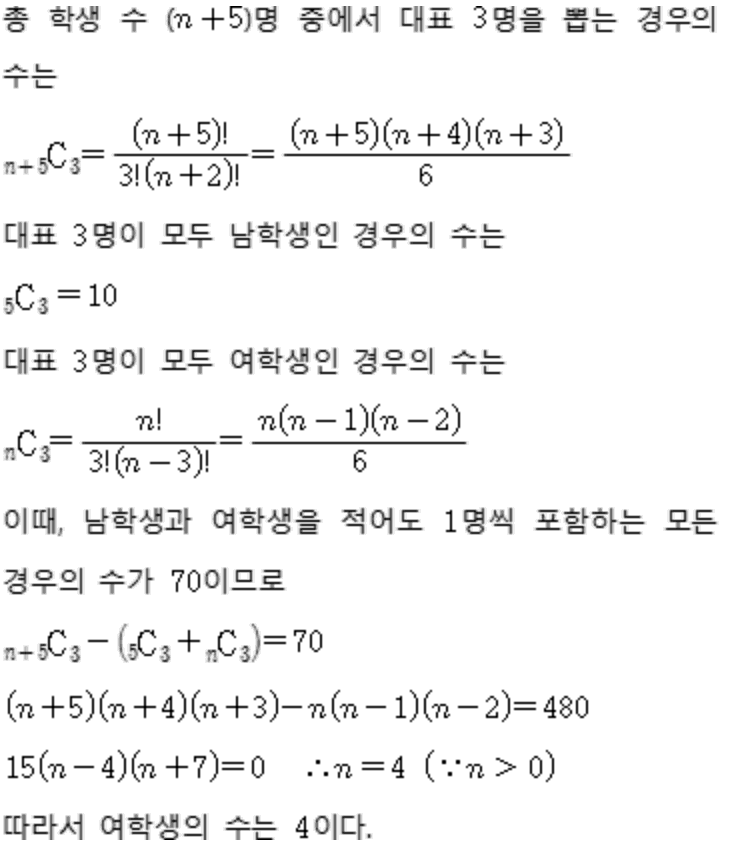 총 학생 수 (n+5)명 중에서 대표 3명을 뽑는 경우의
수는
ₙ₊₅C₃ = (n+5)!/3!(n+2)! = (n+5)(n+4)(n+3)/6
대표 3명이 모두 남학생인 경우의 수는
₅C₃ = 10
대표 3명이 모두 여학생인 경우의 수는
ₙC₃ = n!/3!(n-3)! = n(n-1)(n-2)/6
이때, 남학생과 여학생을 적어도 1명씩 포함하는 모든
경우의 수가 70이므로
ₙ₊₅C₃ - (₅C₃ + ₙC₃) = 70
(n+5)(n+4)(n+3) - n(n-1)(n-2) = 480
15(n-4)(n+7) = 0 ∴ n = 4 (∵ n > 0)
따라서 여학생의 수는 4이다.